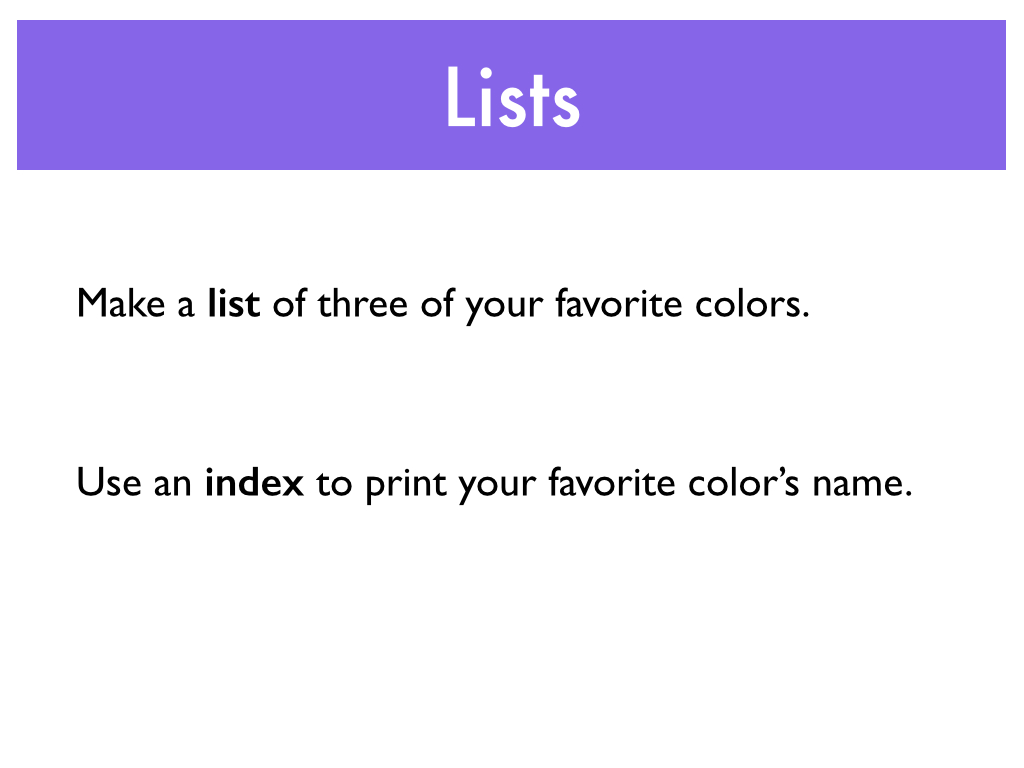 Lists
Make a list of three of your favorite colors.
Use an index to print your favorite color’s name.